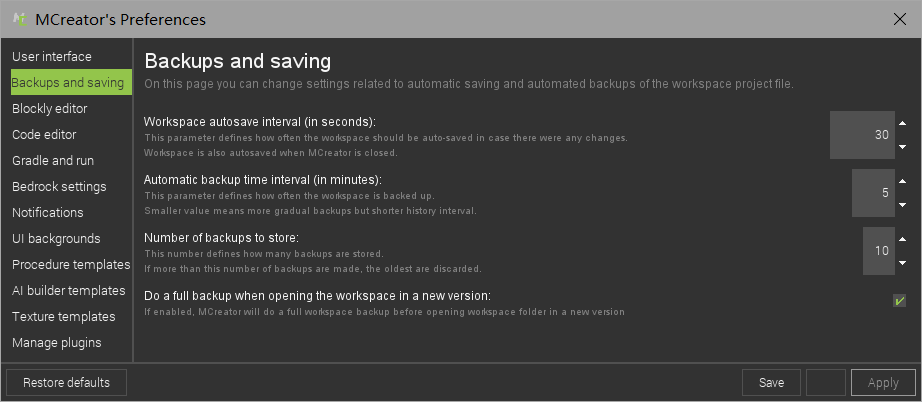 MCreator's Preferences
User interface
Backups and saving
Blockly editor
Code editor
Gradle and run
Bedrock settings
Notifications
UI backgrounds
Procedure templates
AI builder templates
Texture templates
Manage plugins
Backups and saving
On this page you can change settings related to automatic saving and automated backups of the workspace project file.
Workspace autosave interval (in seconds):
This parameter defines how often the workspace should be auto-saved in case there were any changes.
Workspace is also autosaved when MCreator is closed.
30
Automatic backup time interval (in minutes):
This parameter defines how often the workspace is backed up.
Smaller value means more gradual backups but shorter history interval.
5
Number of backups to store:
This number defines how many backups are stored.
If more than this number of backups are made, the oldest are discarded.
10
Do a full backup when opening the workspace in a new version:
If enabled, MCreator will do a full workspace backup before opening workspace folder in a new version
Restore defaults
Save
Apply